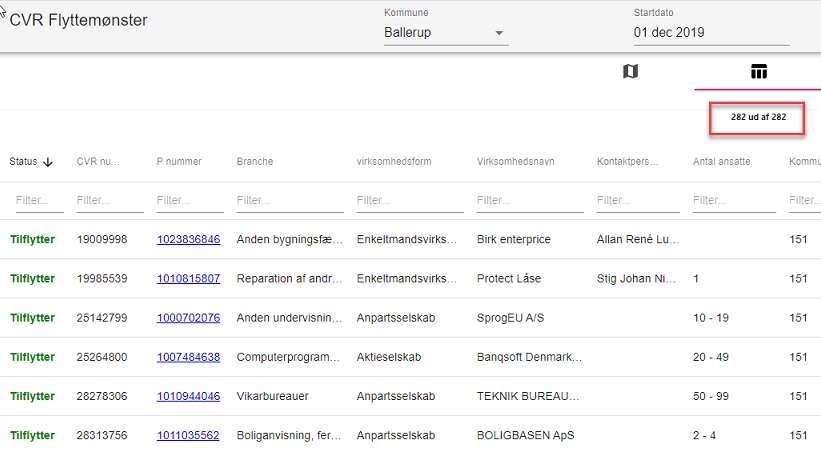 CVR Flyttemønster
Kommune
Ballerup
Startdato
01 dec 2019
282 ud af 282
Status CVR nu... P nummer Branche virksomhedsform Virksomhedsnavn Kontaktpers... Antal ansatte Kommu
Filter... Filter... Filter... Filter... Filter... Filter... Filter... Filter... Filter...
Tilflytter 19009998 1023836846 Anden bygningsfæ... Enkeltmandsvirks... Birk enterprice Allan René Lu... 151
Tilflytter 19985539 1010815807 Reparation af andr... Enkeltmandsvirks... Protect Låse Stig Johan Ni... 1 151
Tilflytter 25142799 1000702076 Anden undervisnin... Anpartsselskab SprogEU A/S 10 - 19 151
Tilflytter 25264800 1007484638 Computerprogram... Aktieselskab Banqsoft Denmark... 20 - 49 151
Tilflytter 28278306 1010944046 Vikarbureauer Anpartsselskab TEKNIK BUREAU... 50 - 99 151
Tilflytter 28313756 1011035562 Boliganvisning, fer... Anpartsselskab BOLIGBASEN ApS 2 - 4 151